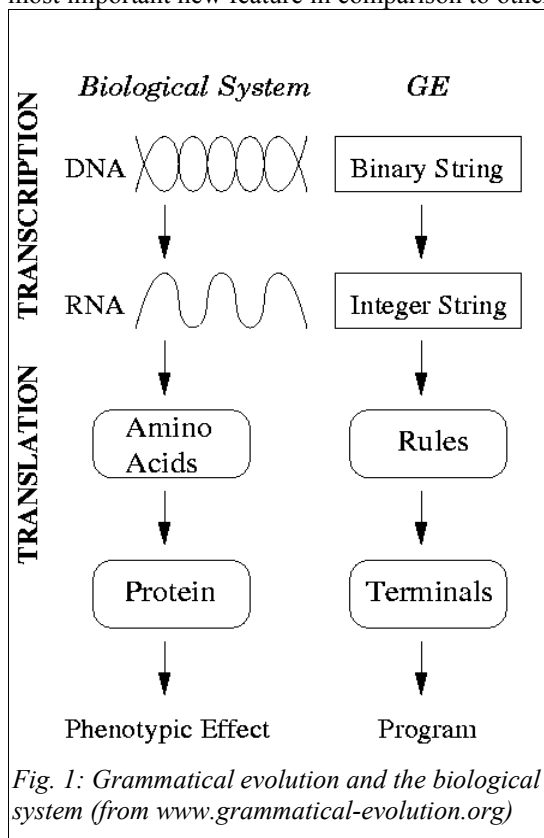 most important new feature in comparison to other
Biological System GE
TRANSCRIPTION
DNA Binary String
RNA Integer String
TRANSLATION
Amino Acids Rules
Protein Terminals
Phenotypic Effect Program
Fig. 1: Grammatical evolution and the biological
system (from www.grammatical-evolution.org)